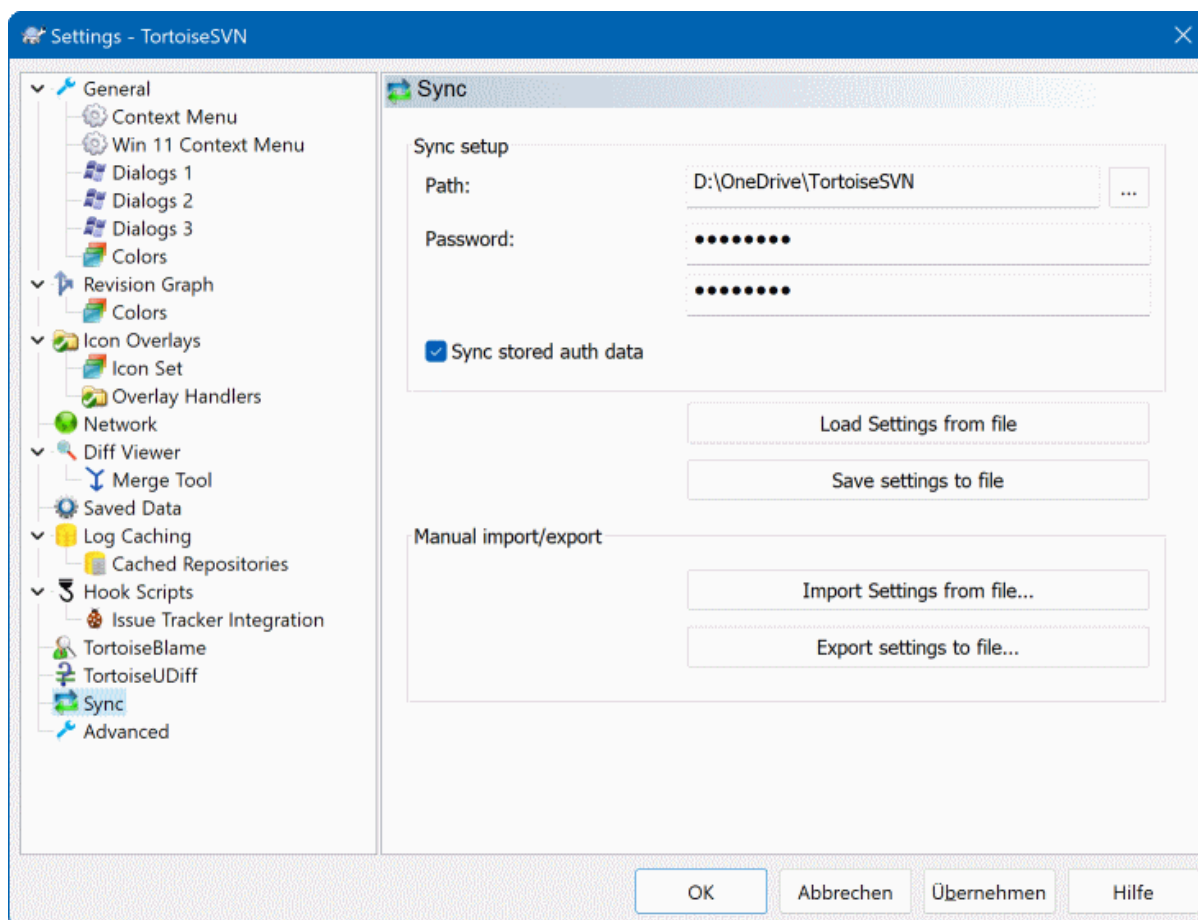 Settings - TortoiseSVN
General
Context Menu
Win 11 Context Menu
Dialogs 1
Dialogs 2
Dialogs 3
Colors
Revision Graph
Colors
Icon Overlays
Icon Set
Overlay Handlers
Network
Diff Viewer
Merge Tool
Saved Data
Log Caching
Cached Repositories
Hook Scripts
Issue Tracker Integration
TortoiseBlame
TortoiseUDiff
Sync
Advanced
Sync
Sync setup
Path: D:\OneDrive\TortoiseSVN ...
Password: ●●●●●●●●
●●●●●●●●
Sync stored auth data
Load Settings from file
Save settings to file
Manual import/export
Import Settings from file...
Export settings to file...
OK Abbrechen Übernehmen Hilfe